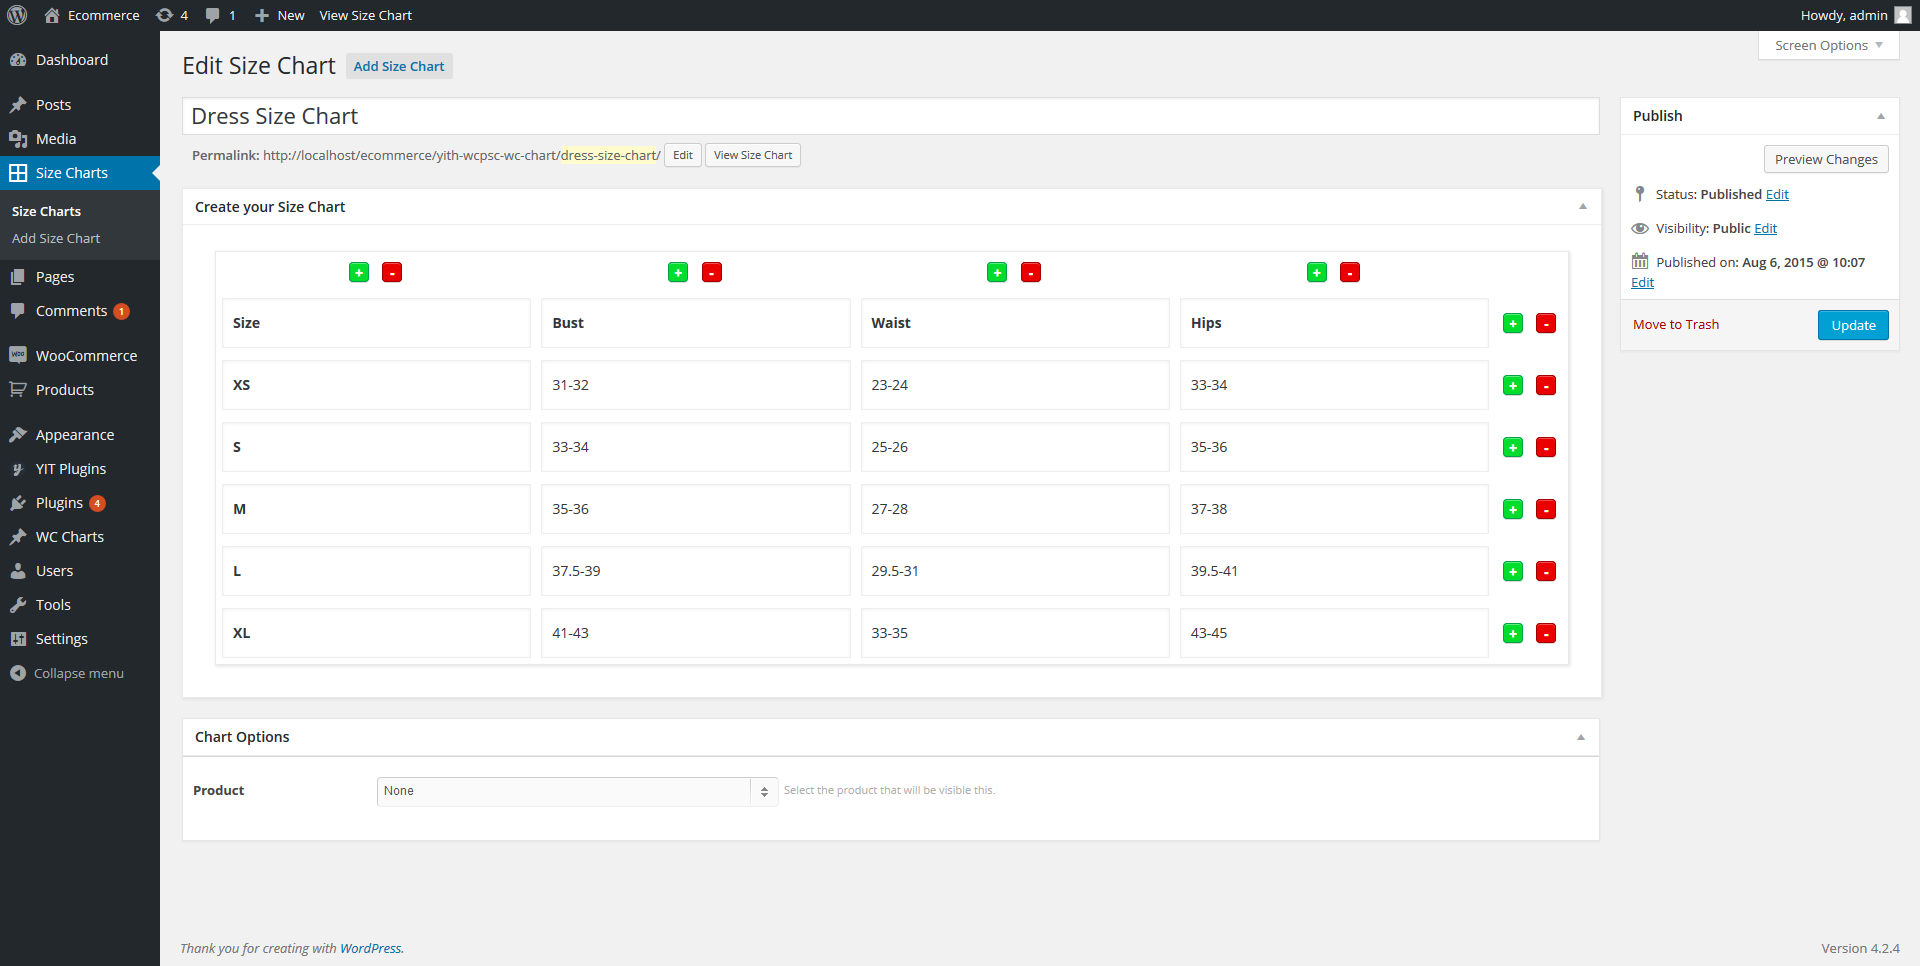 Ecommerce 4 1 New View Size Chart Howdy, admin
Screen Options
Dashboard
Posts
Media
Size Charts
Size Charts
Add Size Chart
Pages
Comments 1
WooCommerce
Products
Appearance
YIT Plugins
Plugins 4
WC Charts
Users
Tools
Settings
Collapse menu
Edit Size Chart Add Size Chart
Dress Size Chart
Permalink: http://localhost/ecommerce/yith-wcpsc-wc-chart/dress-size-chart/ Edit View Size Chart
Create your Size Chart
+ - + - + - + -
Size Bust Waist Hips + -
XS 31-32 23-24 33-34 + -
S 33-34 25-26 35-36 + -
M 35-36 27-28 37-38 + -
L 37.5-39 29.5-31 39.5-41 + -
XL 41-43 33-35 43-45 + -
Chart Options
Product None Select the product that will be visible this.
Publish
Preview Changes
Status: Published Edit
Visibility: Public Edit
Published on: Aug 6, 2015 @ 10:07
Edit
Move to Trash Update
Thank you for creating with WordPress. Version 4.2.4